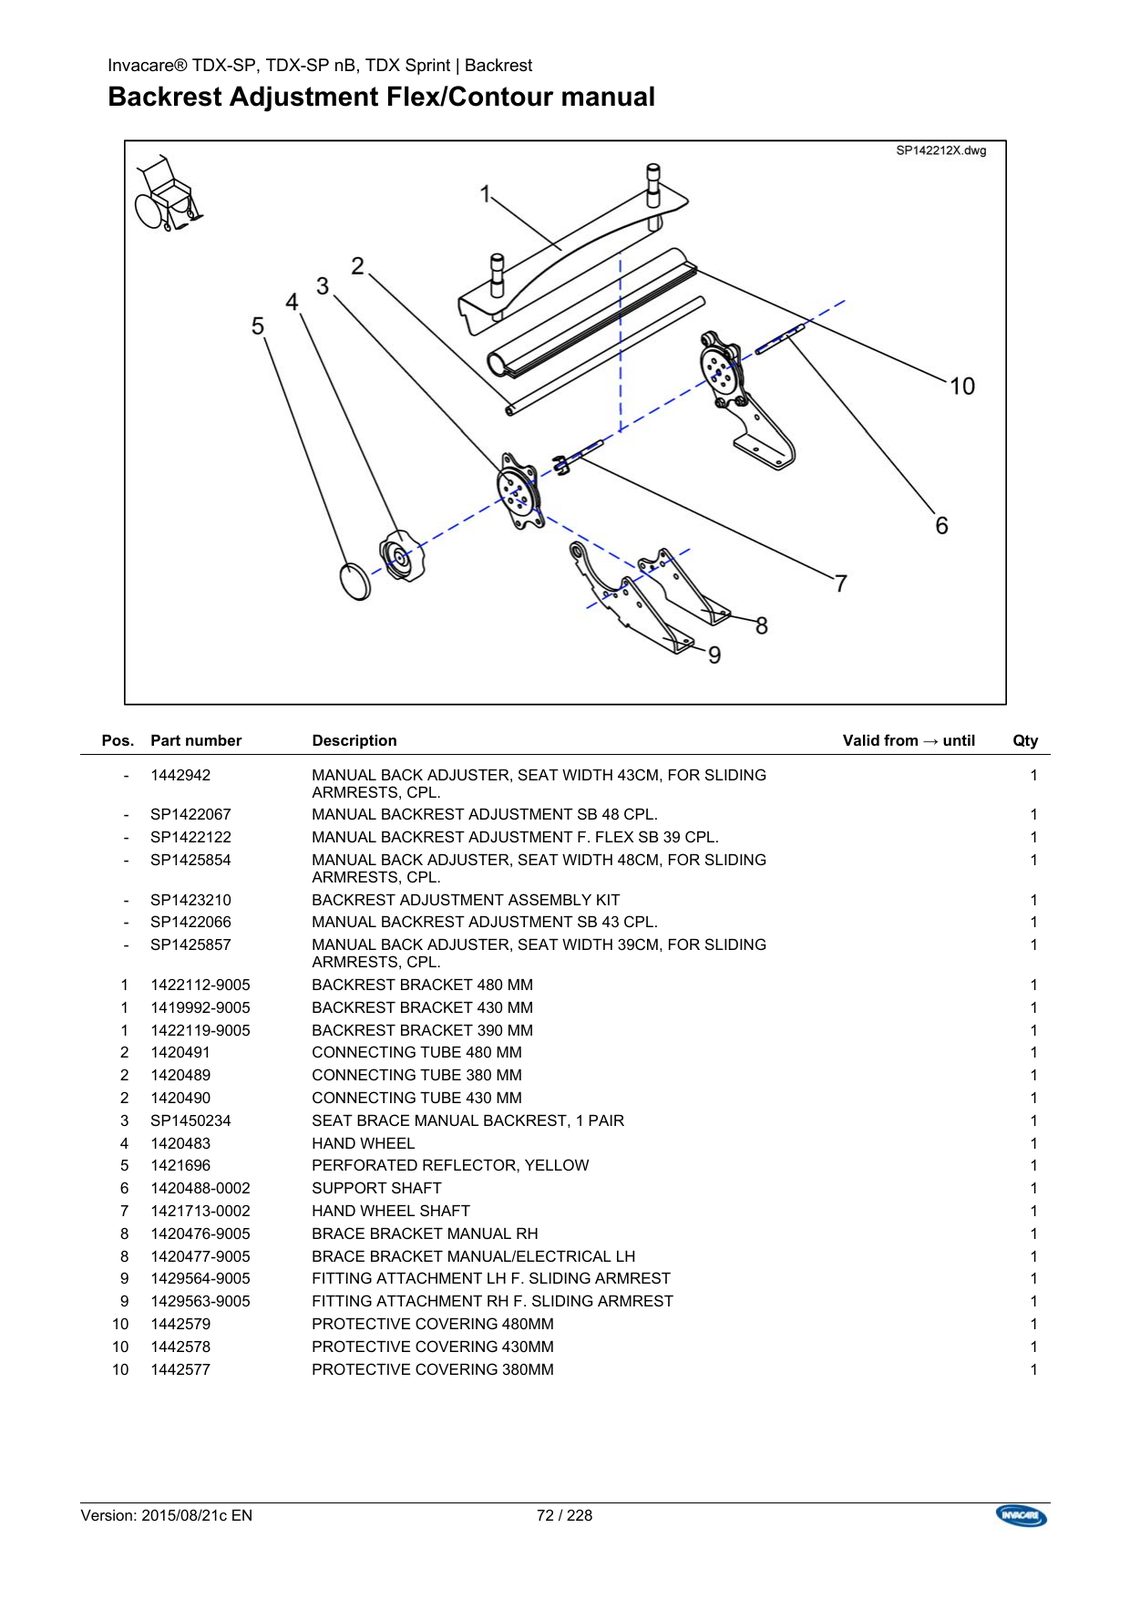 Invacare® TDX-SP, TDX-SP nB, TDX Sprint | Backrest
Backrest Adjustment Flex/Contour manual
SP142212X.dwg
1
2
3
4
5
10
6
7
8
9
Pos. Part number Description Valid from → until Qty
- 1442942 MANUAL BACK ADJUSTER, SEAT WIDTH 43CM, FOR SLIDING 1
ARMRESTS, CPL.
- SP1422067 MANUAL BACKREST ADJUSTMENT SB 48 CPL. 1
- SP1422122 MANUAL BACKREST ADJUSTMENT F. FLEX SB 39 CPL. 1
- SP1425854 MANUAL BACK ADJUSTER, SEAT WIDTH 48CM, FOR SLIDING 1
ARMRESTS, CPL.
- SP1423210 BACKREST ADJUSTMENT ASSEMBLY KIT 1
- SP1422066 MANUAL BACKREST ADJUSTMENT SB 43 CPL. 1
- SP1425857 MANUAL BACK ADJUSTER, SEAT WIDTH 39CM, FOR SLIDING 1
ARMRESTS, CPL.
1 1422112-9005 BACKREST BRACKET 480 MM 1
1 1419992-9005 BACKREST BRACKET 430 MM 1
1 1422119-9005 BACKREST BRACKET 390 MM 1
2 1420491 CONNECTING TUBE 480 MM 1
2 1420489 CONNECTING TUBE 380 MM 1
2 1420490 CONNECTING TUBE 430 MM 1
3 SP1450234 SEAT BRACE MANUAL BACKREST, 1 PAIR 1
4 1420483 HAND WHEEL 1
5 1421696 PERFORATED REFLECTOR, YELLOW 1
6 1420488-0002 SUPPORT SHAFT 1
7 1421713-0002 HAND WHEEL SHAFT 1
8 1420476-9005 BRACE BRACKET MANUAL RH 1
8 1420477-9005 BRACE BRACKET MANUAL/ELECTRICAL LH 1
9 1429564-9005 FITTING ATTACHMENT LH F. SLIDING ARMREST 1
9 1429563-9005 FITTING ATTACHMENT RH F. SLIDING ARMREST 1
10 1442579 PROTECTIVE COVERING 480MM 1
10 1442578 PROTECTIVE COVERING 430MM 1
10 1442577 PROTECTIVE COVERING 380MM 1
Version: 2015/08/21c EN 72 / 228 INVACARE